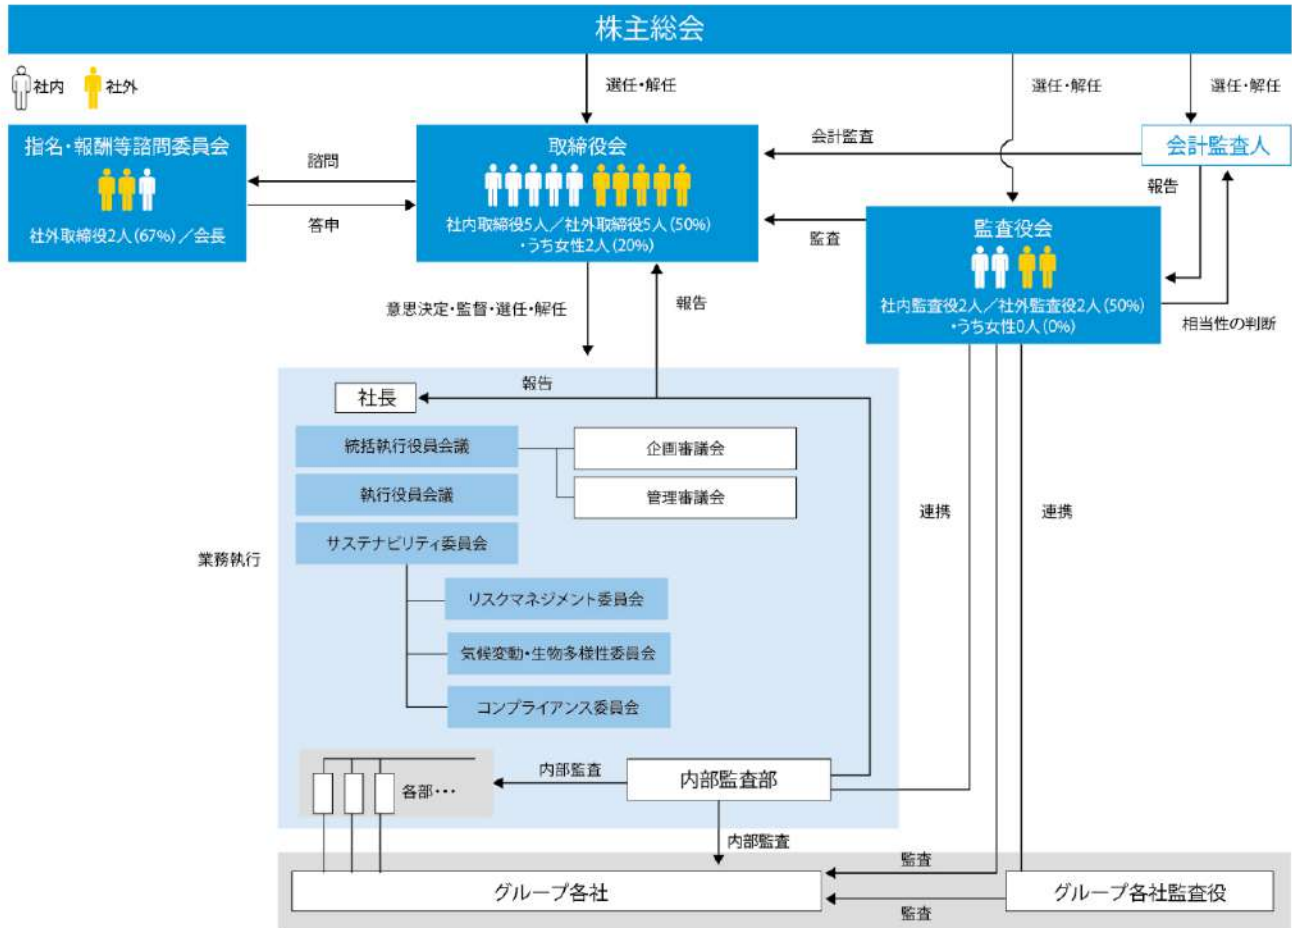 株主総会
社内
社外
選任・解任
選任・解任
選任・解任
指名・報酬等諮問委員会
社外取締役2人(67%)／会長
諮問
答申
取締役会
社内取締役5人／社外取締役5人(50%)
・うち女性2人(20%)
会計監査
会計監査人
報告
監査
監査役会
社内監査役2人／社外監査役2人(50%)
・うち女性0人(0%)
相当性の判断
意思決定・監督・選任・解任
報告
報告
社長
統括執行役員会議
企画審議会
執行役員会議
管理審議会
サステナビリティ委員会
連携
連携
業務執行
リスクマネジメント委員会
気候変動・生物多様性委員会
コンプライアンス委員会
各部・・・
内部監査
内部監査部
内部監査
監査
グループ各社
グループ各社監査役
監査